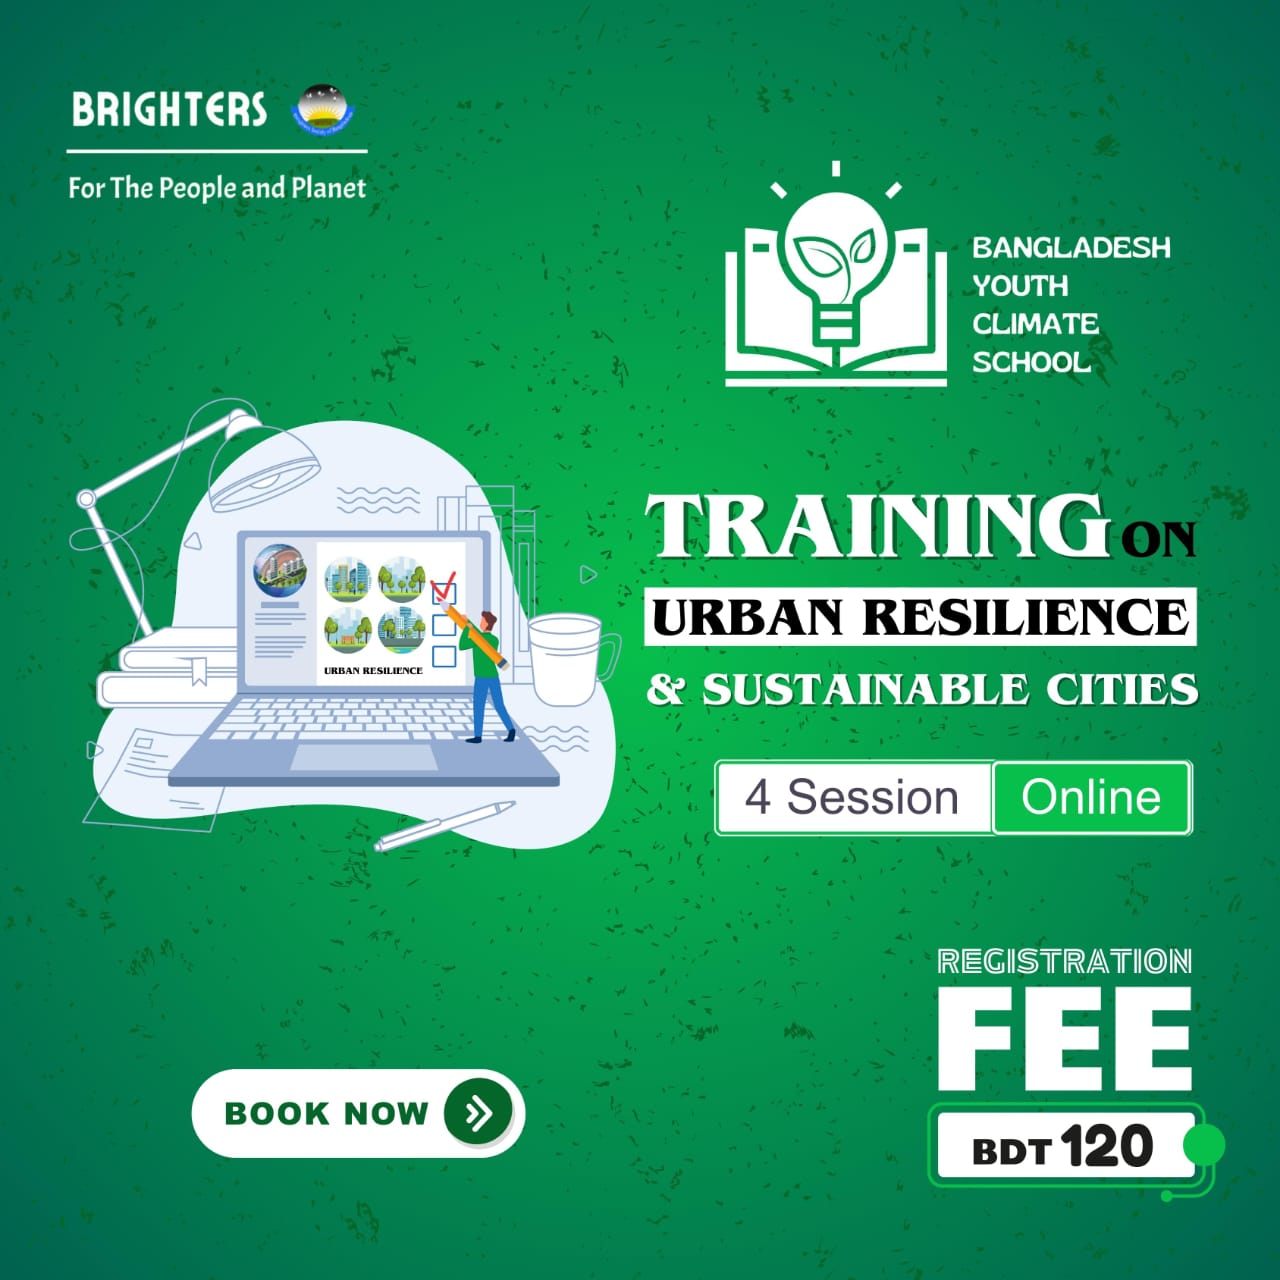 BRIGHTERS
For The People and Planet
BANGLADESH
YOUTH
CLIMATE
SCHOOL
TRAINING ON
URBAN RESILIENCE
& SUSTAINABLE CITIES
URBAN RESILIENCE
4 Session Online
REGISTRATION
FEE
BDT 120
BOOK NOW